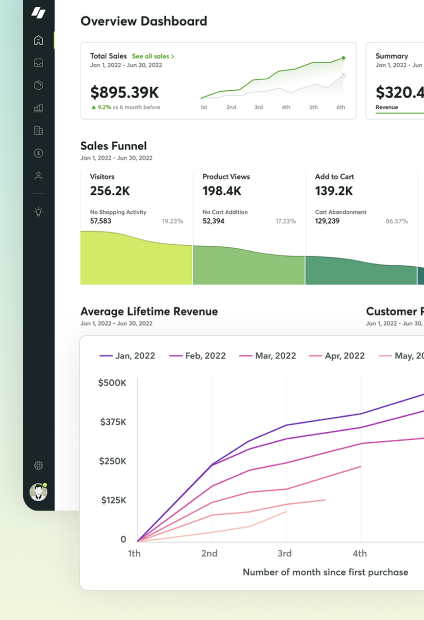 Overview Dashboard
Total Sales See all sales >
Jan 1, 2022 - Jun 30, 2022
$895.39K
▲ 9.2% vs 6 month before
1st 2nd 3rd 4th 5th 6th
Summary
Jan 1, 2022 - Jun
$320.4
Revenue
Sales Funnel
Jan 1, 2022 - Jun 30, 2022
Visitors
256.2K
No Shopping Activity
57,583 19.23%
Product Views
198.4K
No Cart Addition
52,394 17.23%
Add to Cart
139.2K
Cart Abandonment
129,239 86.57%
Average Lifetime Revenue
Jan 1, 2022 - Jun 30, 2022
Customer R
Jan 1, 2022 - Jun 30,
Jan, 2022 Feb, 2022 Mar, 2022 Apr, 2022 May, 20
$500K
$375K
$250K
$125K
0
1th 2nd 3rd 4th
Number of month since first purchase